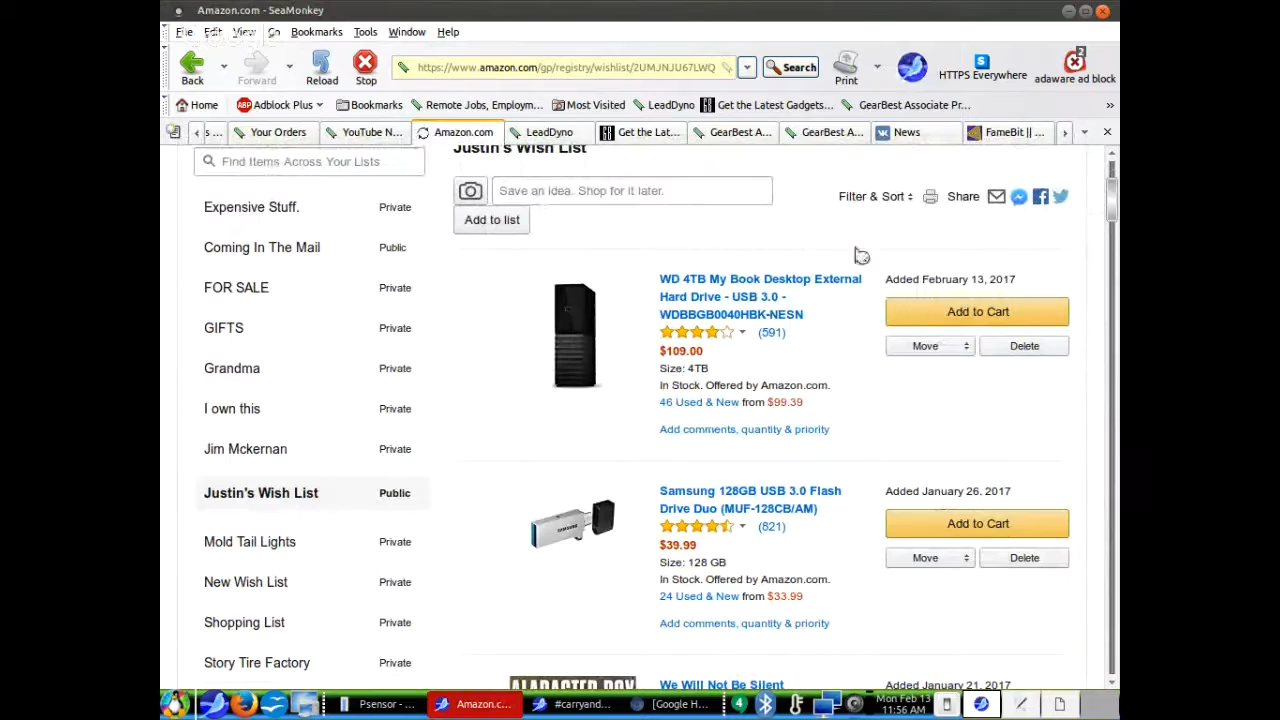 Amazon.com - SeaMonkey
File Edit View Go Bookmarks Tools Window Help
Google
Back Forward Reload Stop https://www.amazon.com/gp/registry/wishlist/2UMJNJU67LWQ Search Print HTTPS Everywhere 2 adaware ad block
Home Adblock Plus Bookmarks Remote Jobs, Employm... Most Visited LeadDyno Get the Latest Gadgets... GearBest Associate Pr... »
s ... Your Orders YouTube N... Amazon.com LeadDyno Get the Lat... GearBest A... GearBest A... News FameBit || ...
Find Items Across Your Lists
Expensive Stuff. Private
Coming In The Mail Public
FOR SALE Private
GIFTS Private
Grandma Private
I own this Private
Jim Mckernan Private
Justin's Wish List Public
Mold Tail Lights Private
New Wish List Private
Shopping List Private
Story Tire Factory Private
Justin's Wish List
Save an idea. Shop for it later.
Add to list
Filter & Sort Share
WD 4TB My Book Desktop External
Hard Drive - USB 3.0 -
WDBBGB0040HBK-NESN
(591)
$109.00
Size: 4TB
In Stock. Offered by Amazon.com.
46 Used & New from $99.39
Add comments, quantity & priority
Added February 13, 2017
Add to Cart
Move Delete
SAMSUNG
Samsung 128GB USB 3.0 Flash
Drive Duo (MUF-128CB/AM)
(821)
$39.99
Size: 128 GB
In Stock. Offered by Amazon.com.
24 Used & New from $33.99
Add comments, quantity & priority
Added January 26, 2017
Add to Cart
Move Delete
ALABASTER BOX
We Will Not Be Silent
Added January 21, 2017
Psensor - ... Amazon.c... #carryand... [Google H... 4 Mon Feb 13
11:56 AM